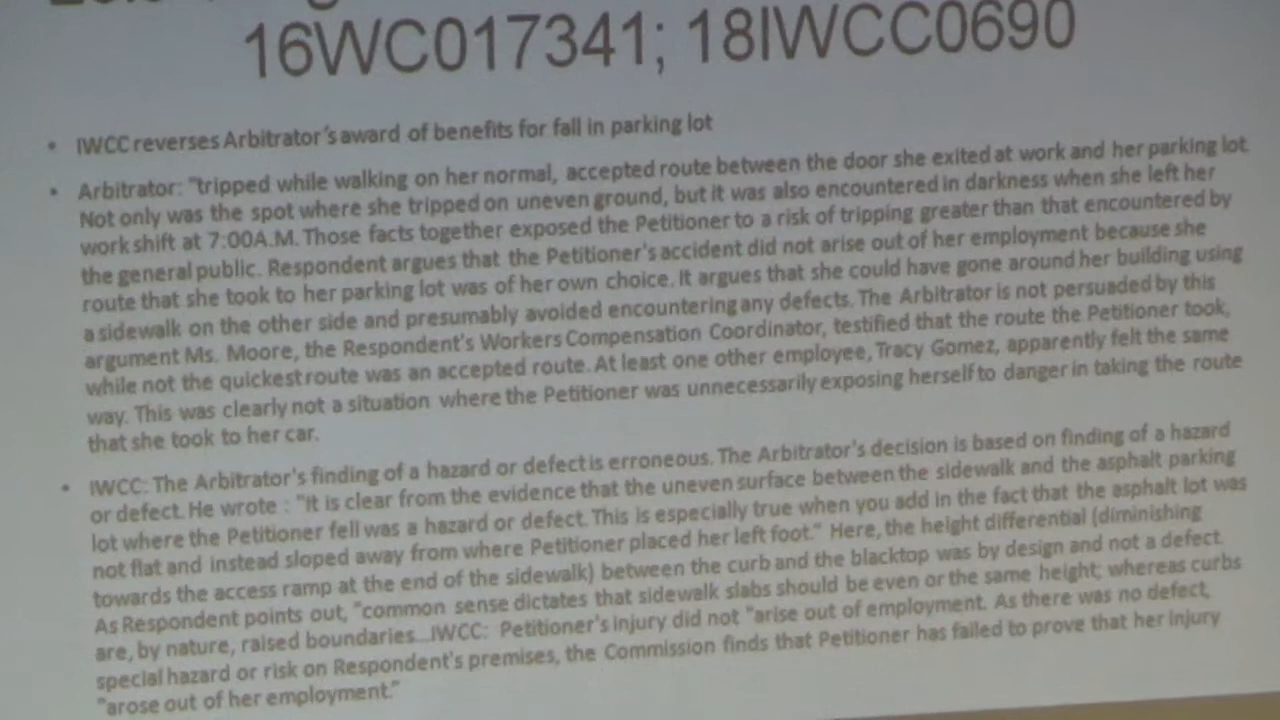 16WC017341; 18IWCC0690
• IWCC reverses Arbitrator's award of benefits for fall in parking lot
• Arbitrator: "tripped while walking on her normal, accepted route between the door she exited at work and her parking lot.
Not only was the spot where she tripped on uneven ground, but it was also encountered in darkness when she left her
work shift at 7:00A.M. Those facts together exposed the Petitioner to a risk of tripping greater than that encountered by
the general public. Respondent argues that the Petitioner's accident did not arise out of her employment because she
route that she took to her parking lot was of her own choice. It argues that she could have gone around her building using
a sidewalk on the other side and presumably avoided encountering any defects. The Arbitrator is not persuaded by this
argument Ms. Moore, the Respondent's Workers Compensation Coordinator, testified that the route the Petitioner took,
while not the quickest route was an accepted route. At least one other employee, Tracy Gomez, apparently felt the same
way. This was clearly not a situation where the Petitioner was unnecessarily exposing herself to danger in taking the route
that she took to her car.
• IWCC: The Arbitrator's finding of a hazard or defect is erroneous. The Arbitrator's decision is based on finding of a hazard
or defect. He wrote : "it is clear from the evidence that the uneven surface between the sidewalk and the asphalt parking
lot where the Petitioner fell was a hazard or defect. This is especially true when you add in the fact that the asphalt lot was
not flat and instead sloped away from where Petitioner placed her left foot." Here, the height differential (diminishing
towards the access ramp at the end of the sidewalk) between the curb and the blacktop was by design and not a defect.
As Respondent points out, "common sense dictates that sidewalk slabs should be even or the same height; whereas curbs
are, by nature, raised boundaries...IWCC: Petitioner's injury did not "arise out of employment. As there was no defect,
special hazard or risk on Respondent's premises, the Commission finds that Petitioner has failed to prove that her injury
"arose out of her employment."